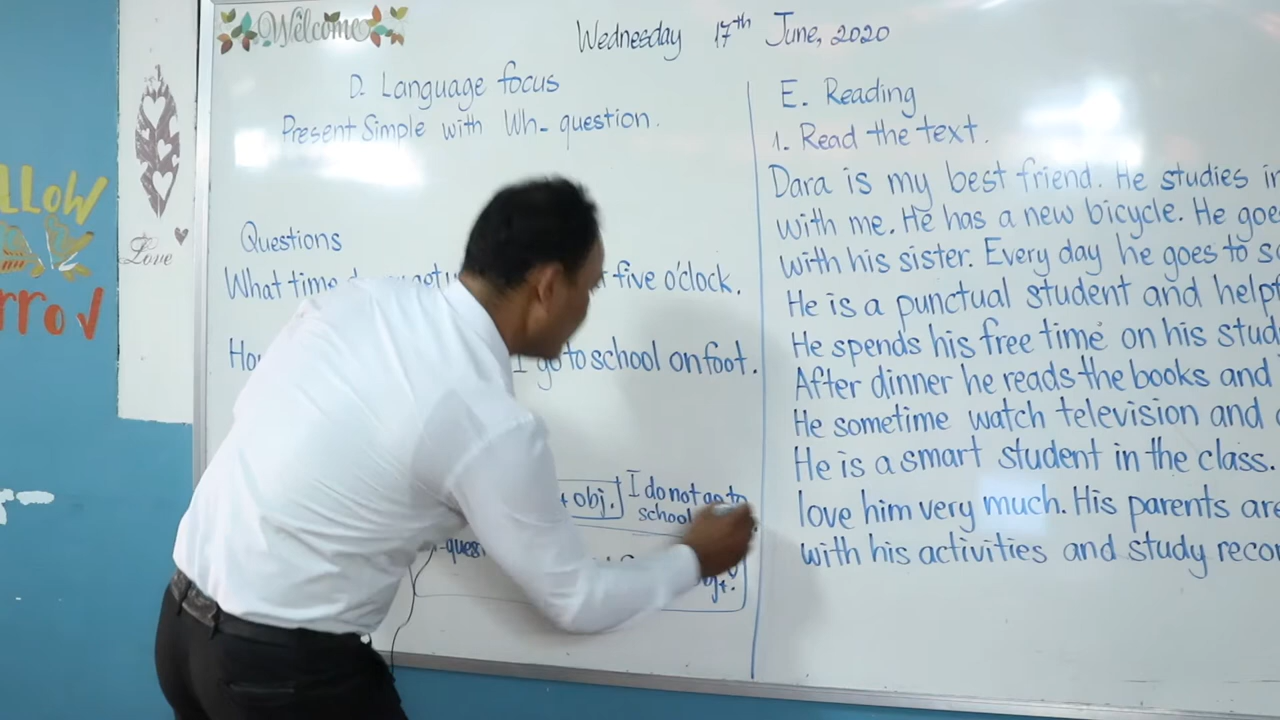 Welcome
Wednesday 17th June, 2020
LLOW
rrow
Love
D. Language focus
Present Simple with Wh- question.
Questions
What time five o'clock.
I go to school on foot.
+ obj.
I do not go to
school
E. Reading
1. Read the text.
Dara is my best friend. He studies in
with me. He has a new bicycle. He goe
with his sister. Every day he goes to sc
He is a punctual student and helpf
He spends his free time on his stud
After dinner he reads the books and
He sometime watch television and
He is a smart student in the class.
love him very much. His parents are
with his activities and study recor